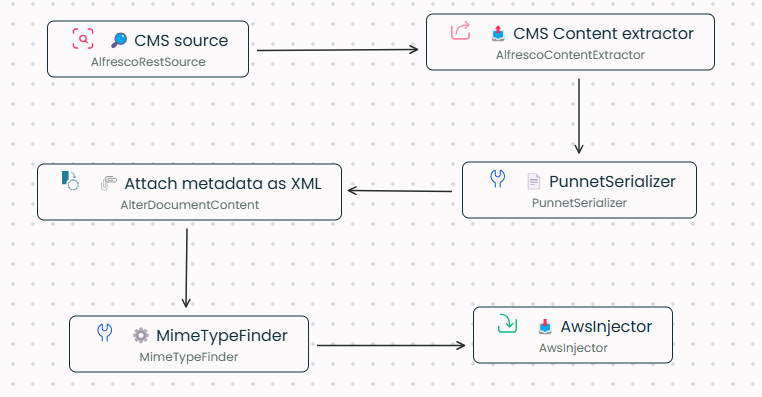 CMS source
AlfrescoRestSource
CMS Content extractor
AlfrescoContentExtractor
PunnetSerializer
PunnetSerializer
Attach metadata as XML
AlterDocumentContent
MimeTypeFinder
MimeTypeFinder
AwsInjector
AwsInjector